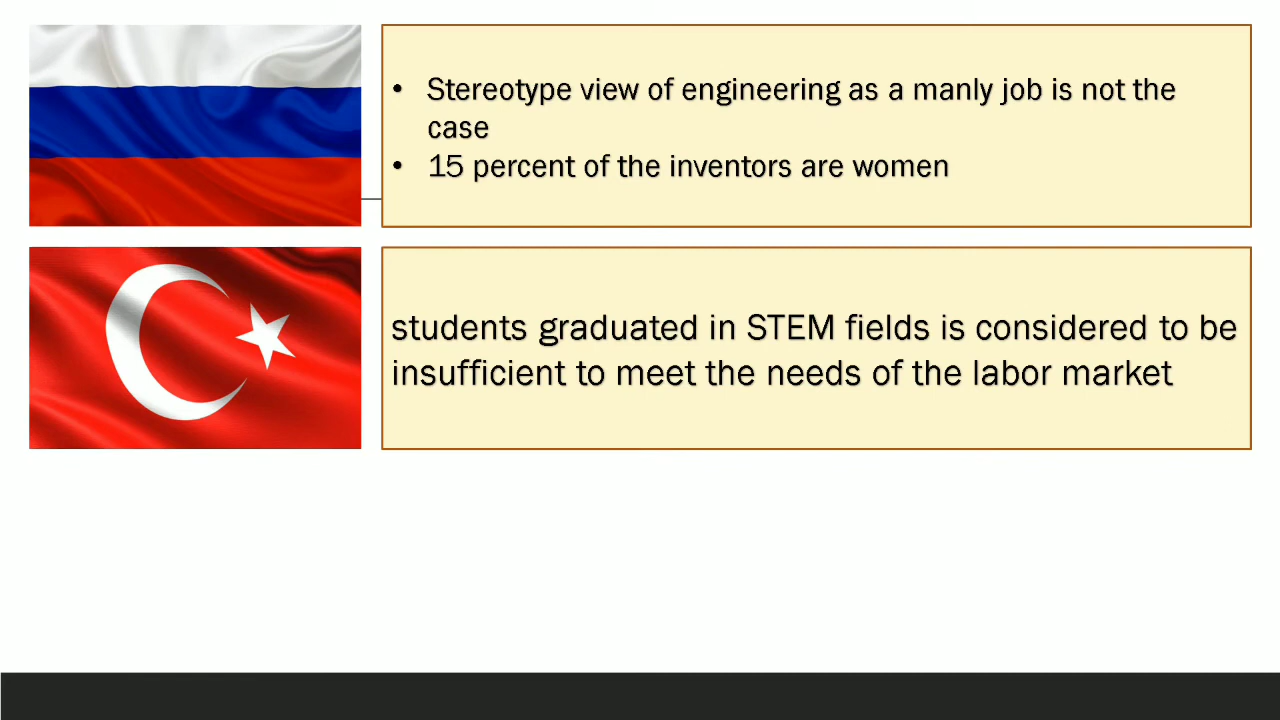 • Stereotype view of engineering as a manly job is not the
case
• 15 percent of the inventors are women
students graduated in STEM fields is considered to be
insufficient to meet the needs of the labor market